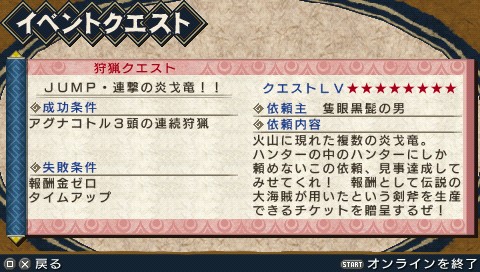 イベントクエスト
狩猟クエスト
JUMP・連撃の炎戈竜!!
クエストLV★★★★★★★★
成功条件
アグナコトル3頭の連続狩猟
失敗条件
報酬金ゼロ
タイムアップ
依頼主 隻眼黒髭の男
依頼内容
火山に現れた複数の炎戈竜。
ハンターの中のハンターにしか
頼めないこの依頼、見事達成して
みせてくれ! 報酬として伝説の
大海賊が用いたという剣斧を生産
できるチケットを贈呈するぜ!
戻る
START オンラインを終了